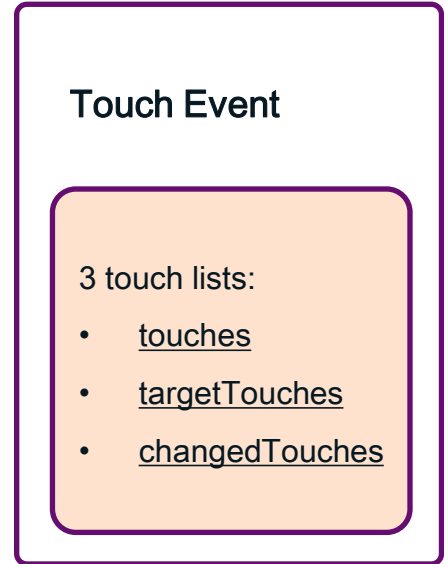 Touch Event
3 touch lists:
• touches
• targetTouches
• changedTouches